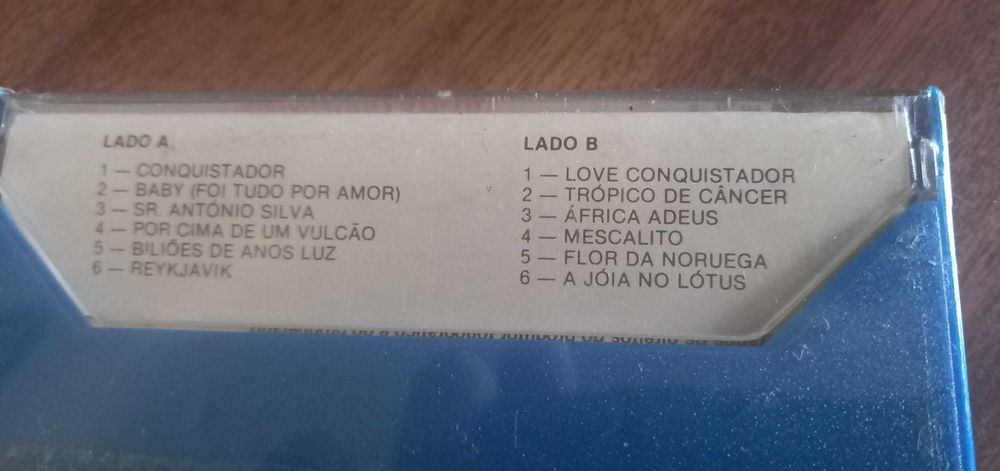 LADO A
1 — CONQUISTADOR
2 — BABY (FOI TUDO POR AMOR)
3 — SR. ANTÓNIO SILVA
4 — POR CIMA DE UM VULCÃO
5 — BILIÕES DE ANOS LUZ
6 — REYKJAVIK
LADO B
1 — LOVE CONQUISTADOR
2 — TRÓPICO DE CÂNCER
3 — ÁFRICA ADEUS
4 — MESCALITO
5 — FLOR DA NORUEGA
6 — A JÓIA NO LÓTUS